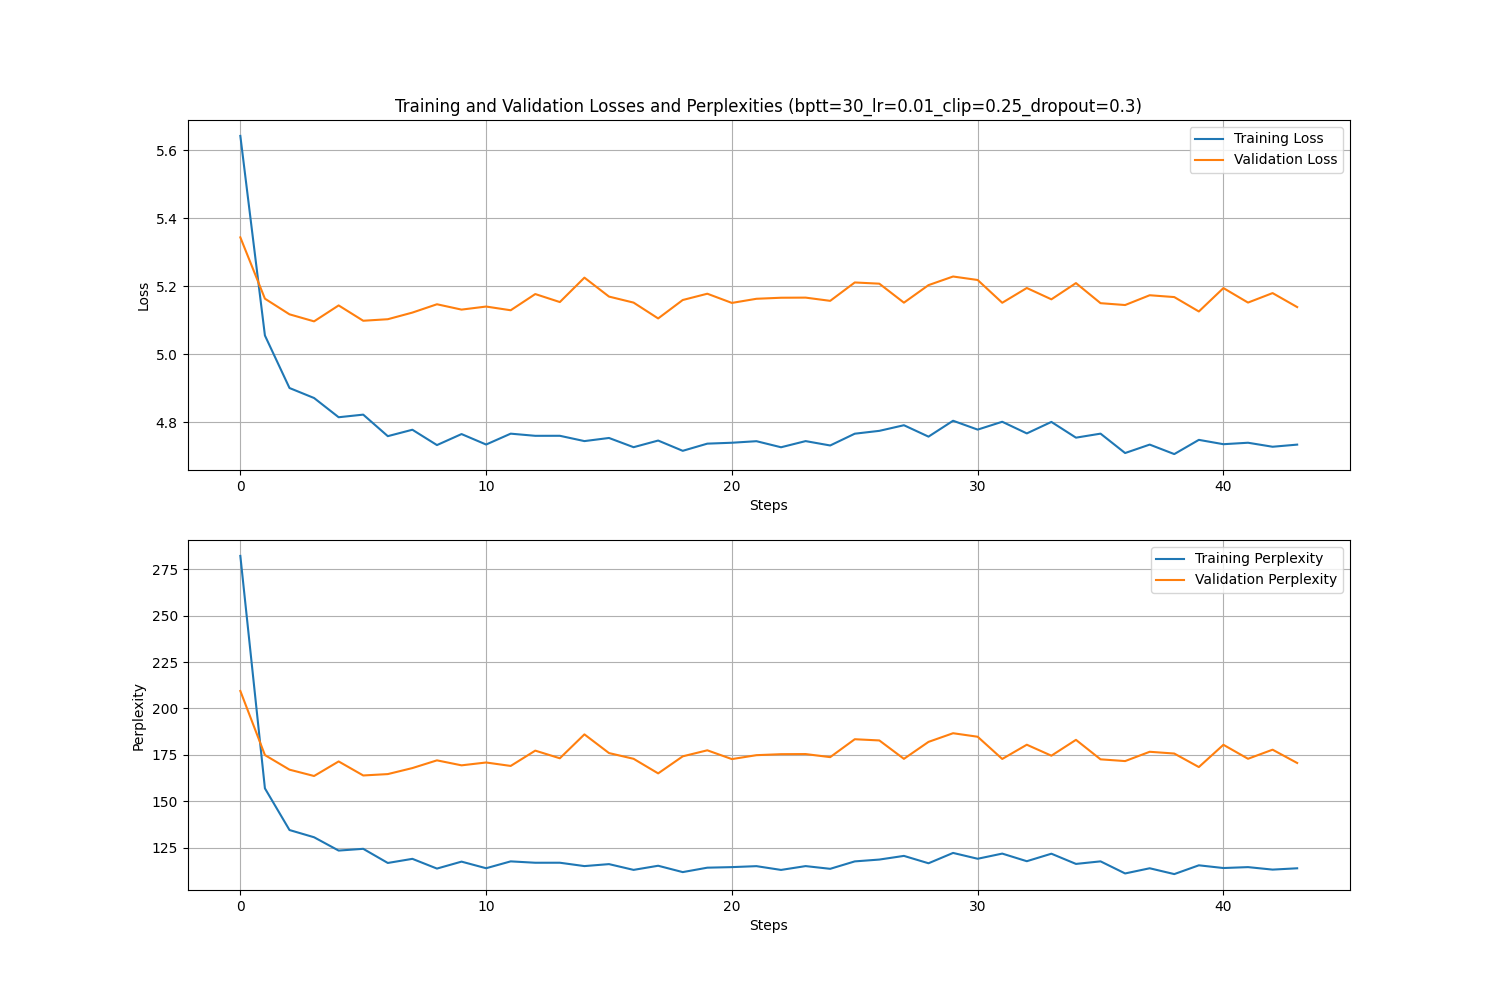 Training and Validation Losses and Perplexities (bptt=30_lr=0.01_clip=0.25_dropout=0.3)
Training Loss
Validation Loss
5.6
5.4
5.2
5.0
4.8
Loss
0 10 20 30 40
Steps
Training Perplexity
Validation Perplexity
275
250
225
200
175
150
125
Perplexity
0 10 20 30 40
Steps